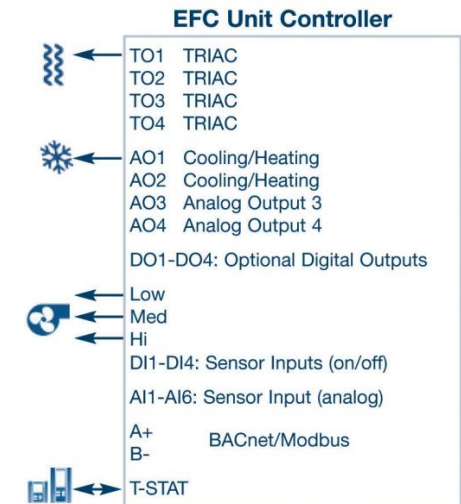 EFC Unit Controller
TO1 TRIAC
TO2 TRIAC
TO3 TRIAC
TO4 TRIAC
AO1 Cooling/Heating
AO2 Cooling/Heating
AO3 Analog Output 3
AO4 Analog Output 4
DO1-DO4: Optional Digital Outputs
Low
Med
Hi
DI1-DI4: Sensor Inputs (on/off)
AI1-AI6: Sensor Input (analog)
A+
BACnet/Modbus
B-
T-STAT